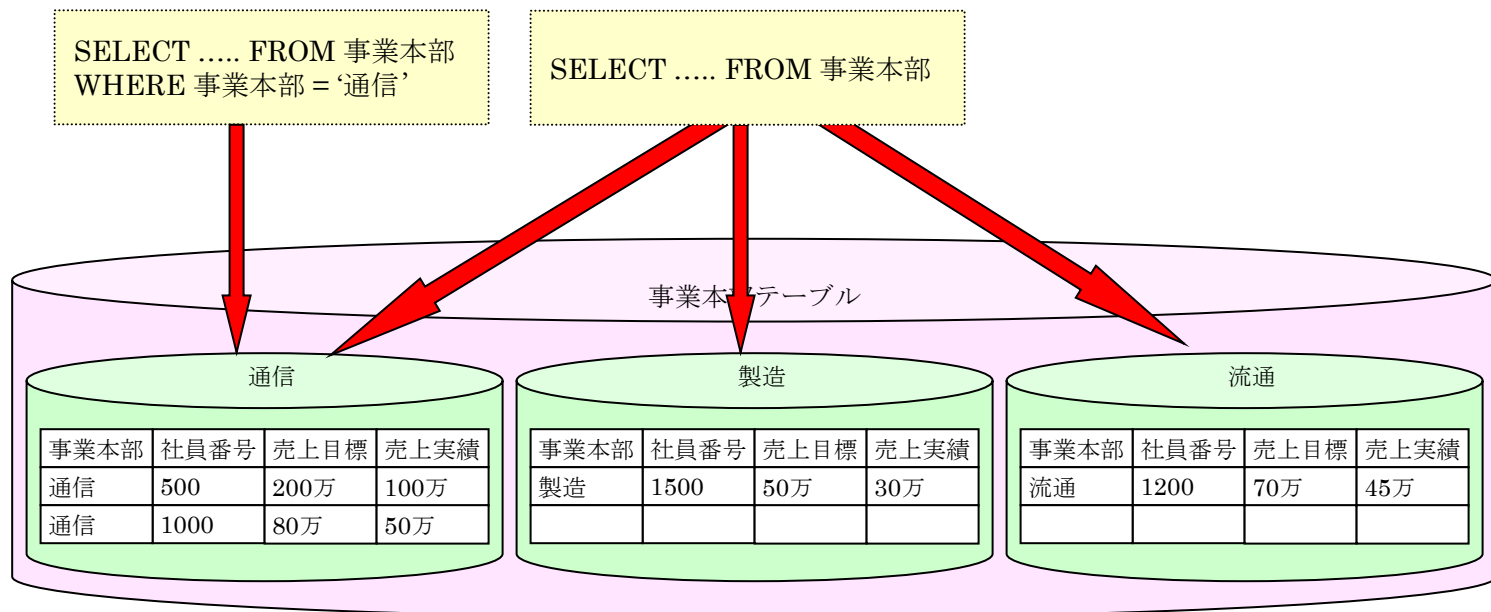 SELECT ….. FROM 事業本部
WHERE 事業本部 = ‘通信’
SELECT ….. FROM 事業本部
事業本部テーブル
通信
事業本部 社員番号 売上目標 売上実績
通信 500 200万 100万
通信 1000 80万 50万
製造
事業本部 社員番号 売上目標 売上実績
製造 1500 50万 30万
流通
事業本部 社員番号 売上目標 売上実績
流通 1200 70万 45万